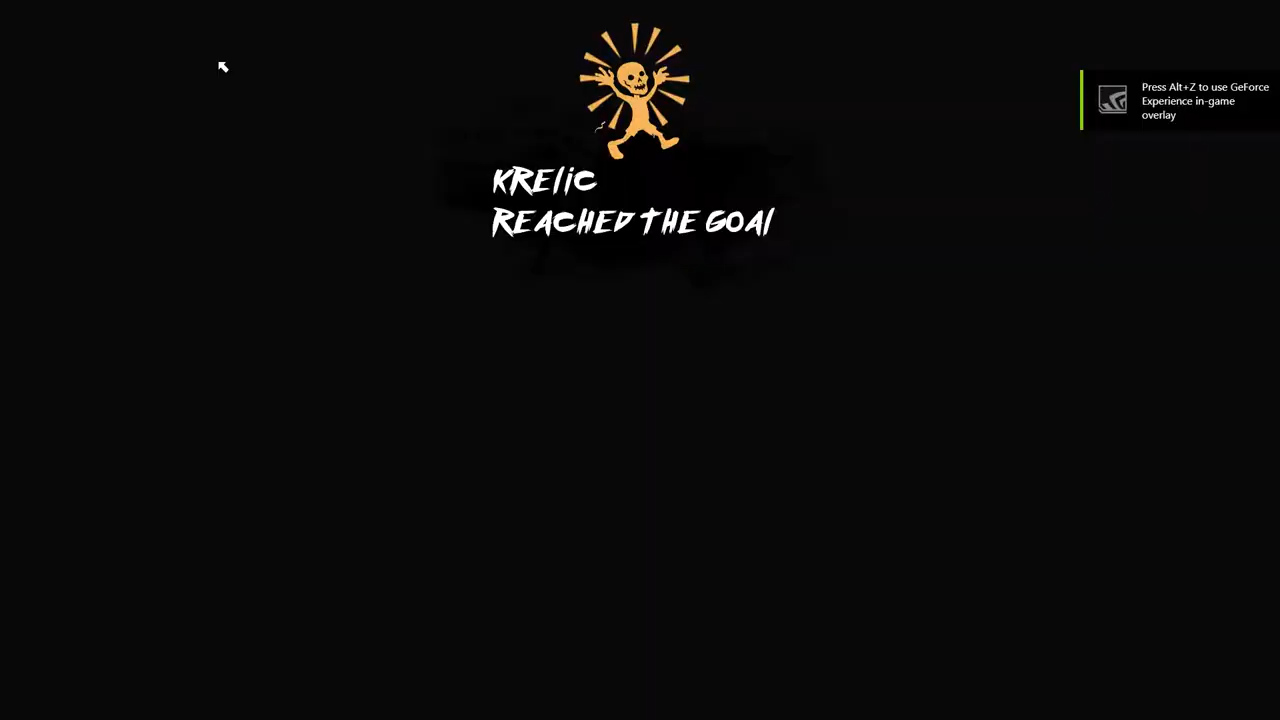 KRElic
REACHED THE GOAl
Press Alt+Z to use GeForce
Experience in-game
overlay